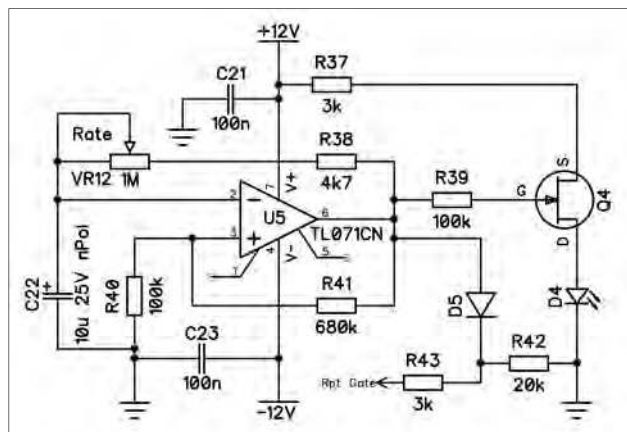 +12V
R37
3k
C21
100n
Rate
VR12 1M
R38
4k7
S
G
D
Q4
R39
100k
2
7
V+
U5
6
TL071CN
3
4
V-
5
1
C22
10u 25V nPol
+
R40
100k
R41
680k
D5
D4
C23
100n
R43
3k
R42
20k
Rpt Gate
-12V